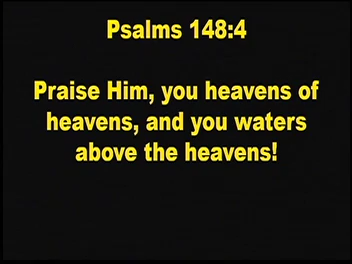 Psalms 148:4
Praise Him, you heavens of
heavens, and you waters
above the heavens!